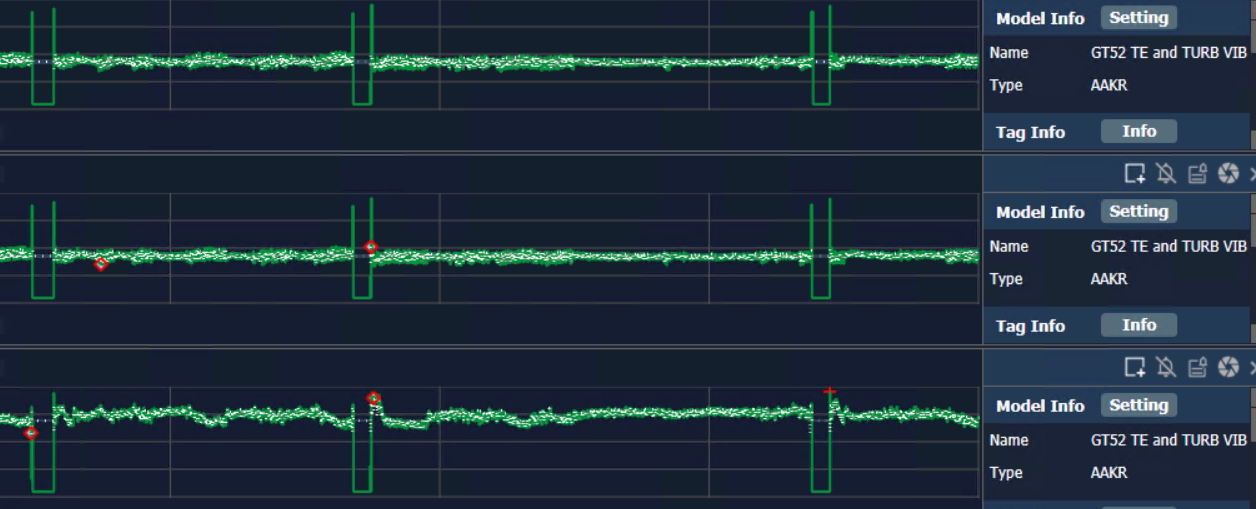 Model Info Setting
Name GT52 TE and TURB VIB
Type AAKR
Tag Info Info
Model Info Setting
Name GT52 TE and TURB VIB
Type AAKR
Tag Info Info
Model Info Setting
Name GT52 TE and TURB VIB
Type AAKR